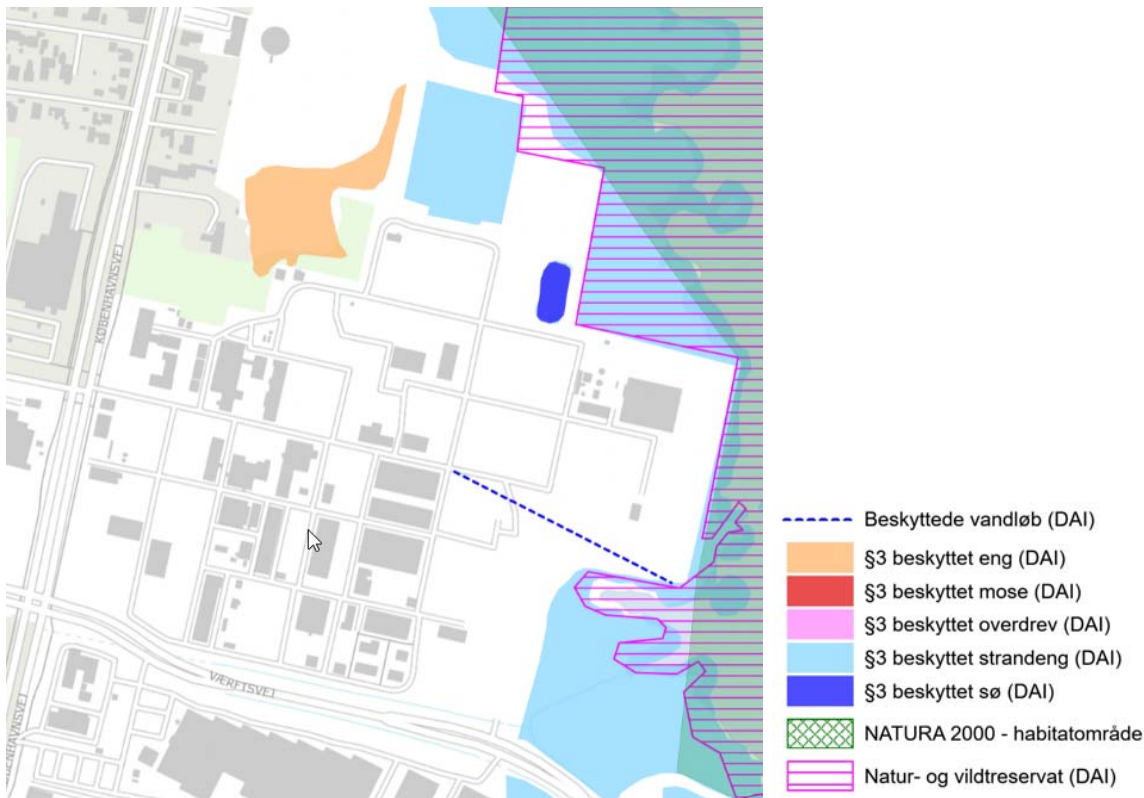 KØBENHAVNSVEJ
VÆRFTSVEJ
Beskyttede vandløb (DAI)
§3 beskyttet eng (DAI)
§3 beskyttet mose (DAI)
§3 beskyttet overdrev (DAI)
§3 beskyttet strandeng (DAI)
§3 beskyttet sø (DAI)
NATURA 2000 - habitatområde
Natur- og vildtreservat (DAI)